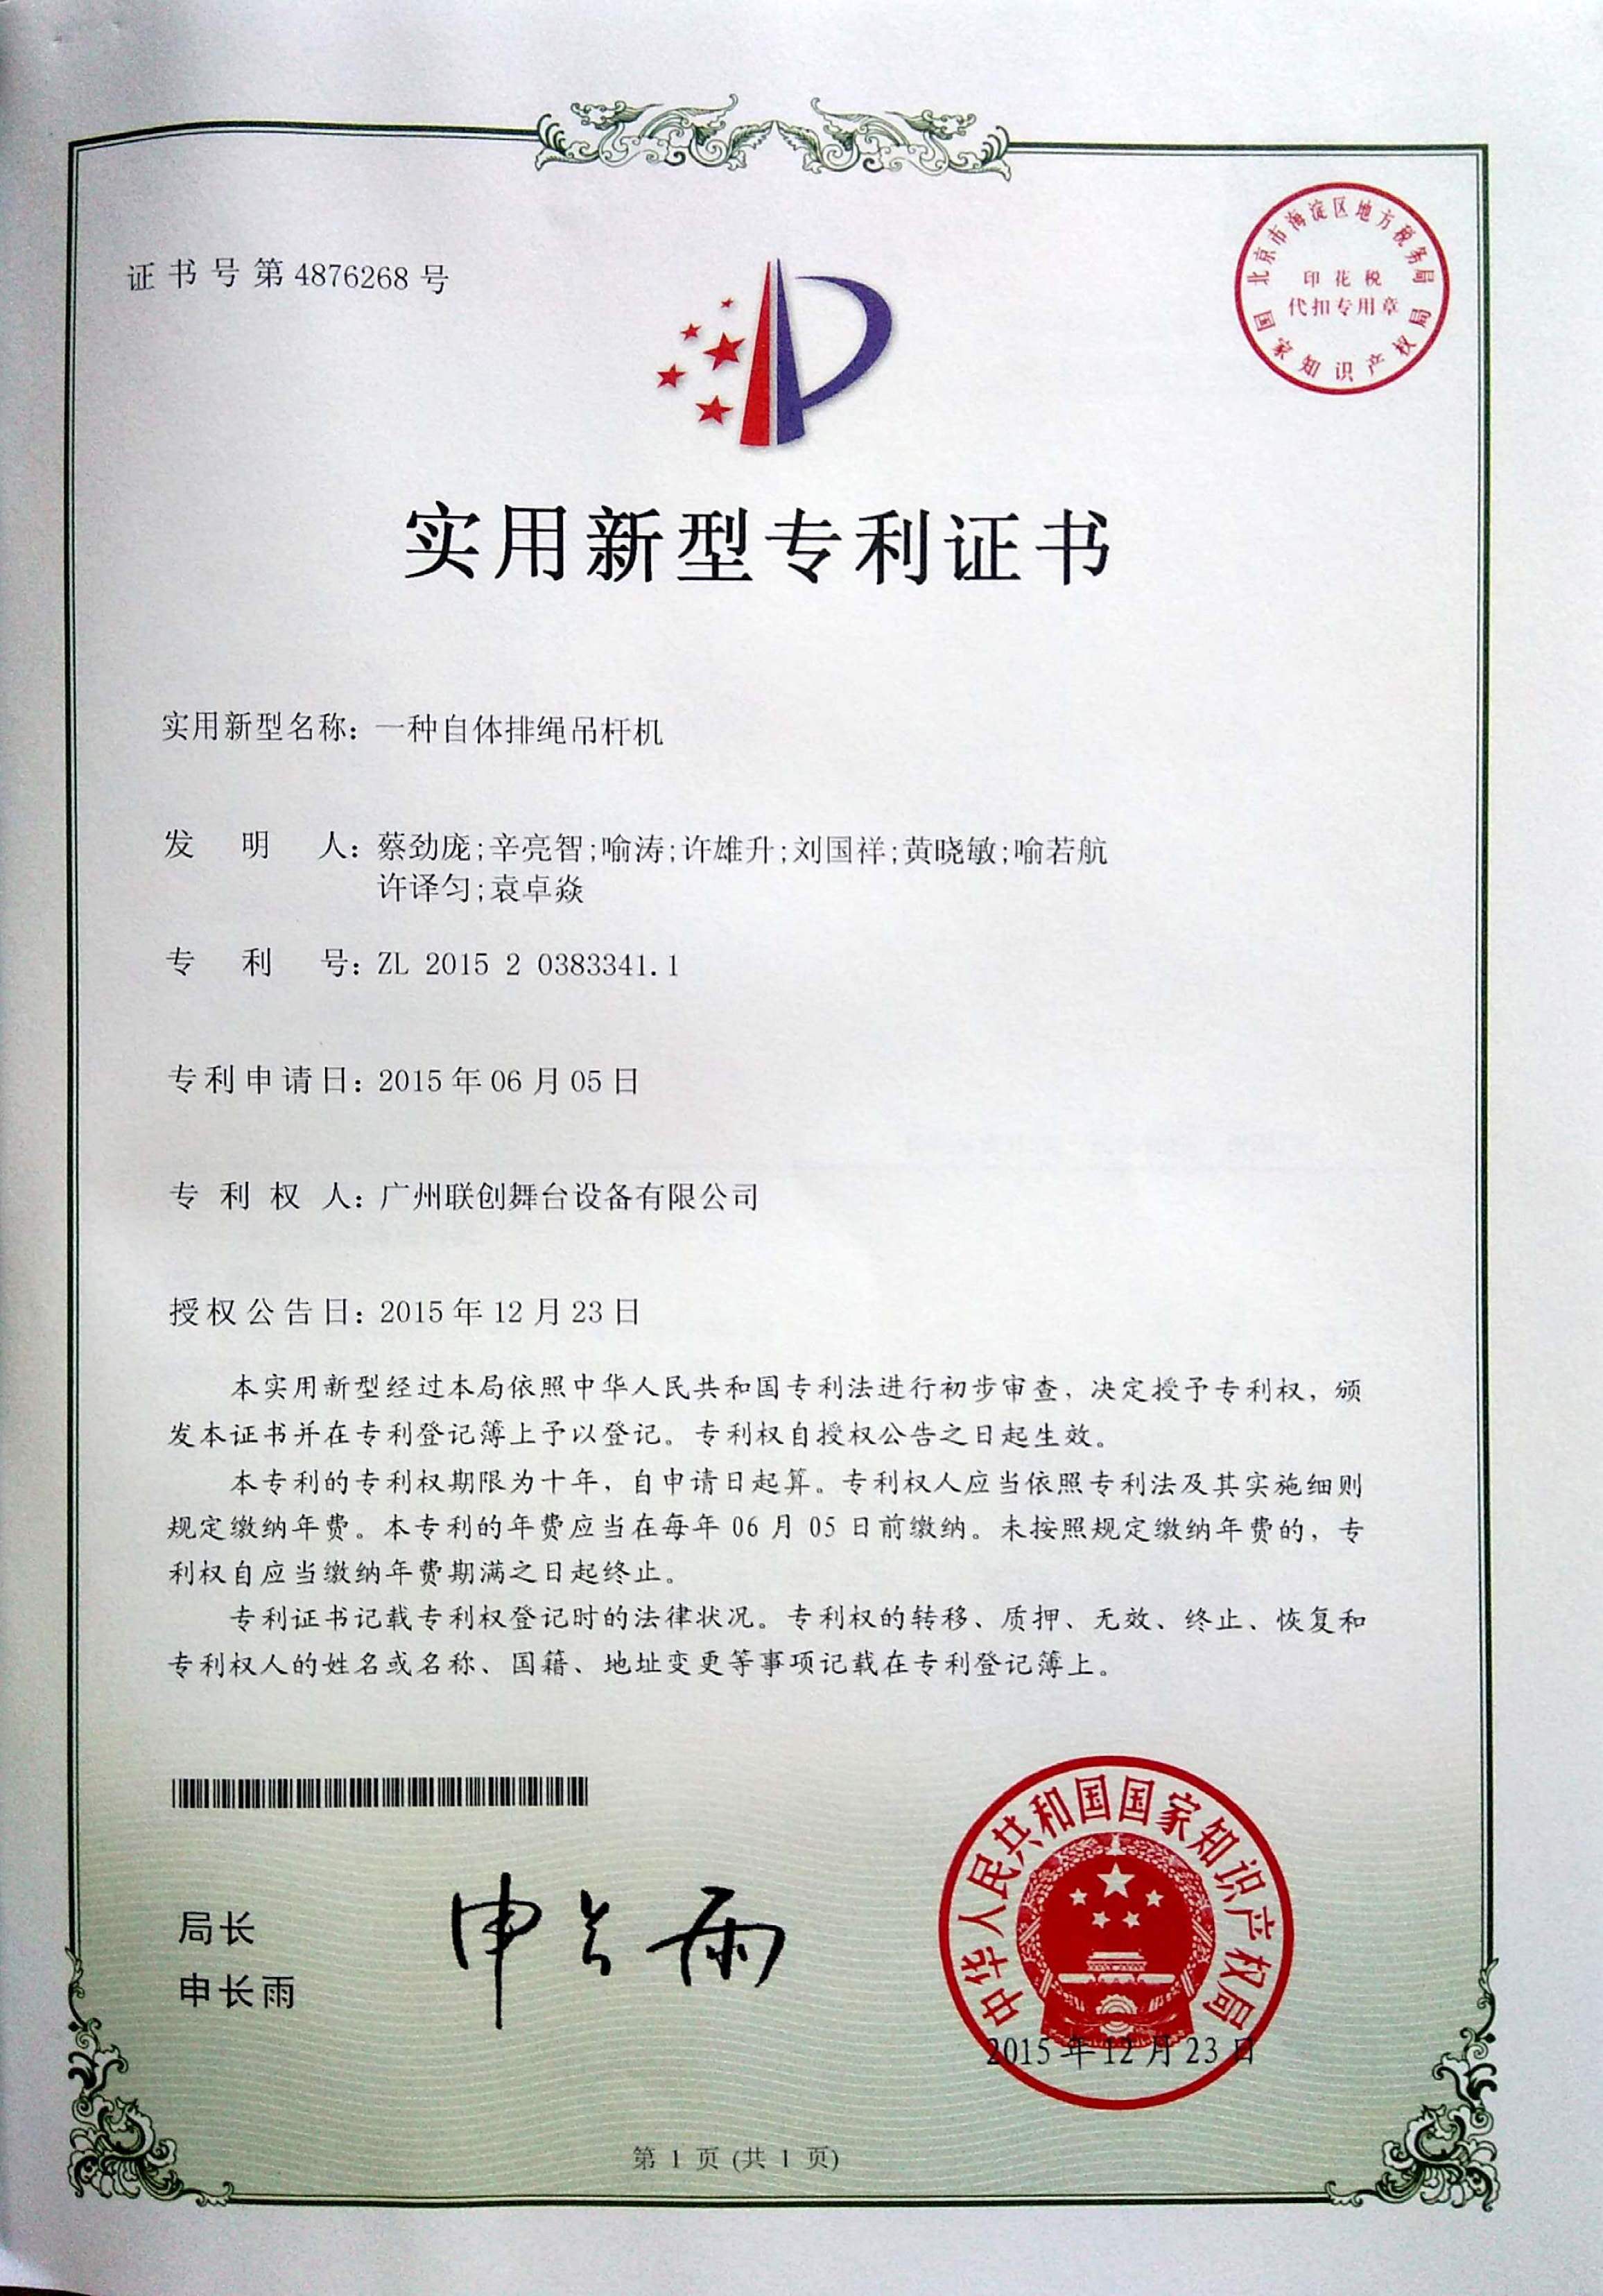 证书号第4876268号
北京市海淀区地方税务局
印花税
代扣专用章
国家知识产权局
实用新型专利证书
实用新型名称：一种自体排绳吊杆机
发明人：蔡劲庞;辛亮智;喻涛;许雄升;刘国祥;黄晓敏;喻若航
许译匀;袁卓焱
专利号：ZL 2015 2 0383341.1
专利申请日：2015年06月05日
专利权人：广州联创舞台设备有限公司
授权公告日：2015年12月23日
本实用新型经过本局依照中华人民共和国专利法进行初步审查，决定授予专利权，颁
发本证书并在专利登记簿上予以登记。专利权自授权公告之日起生效。
本专利的专利权期限为十年，自申请日起算。专利权人应当依照专利法及其实施细则
规定缴纳年费。本专利的年费应当在每年06月05日前缴纳。未按照规定缴纳年费的，专
利权自应当缴纳年费期满之日起终止。
专利证书记载专利权登记时的法律状况。专利权的转移、质押、无效、终止、恢复和
专利权人的姓名或名称、国籍、地址变更等事项记载在专利登记簿上。
局长
申长雨
申长雨
中华人民共和国国家知识产权局
2015年12月23日
第1页(共1页)